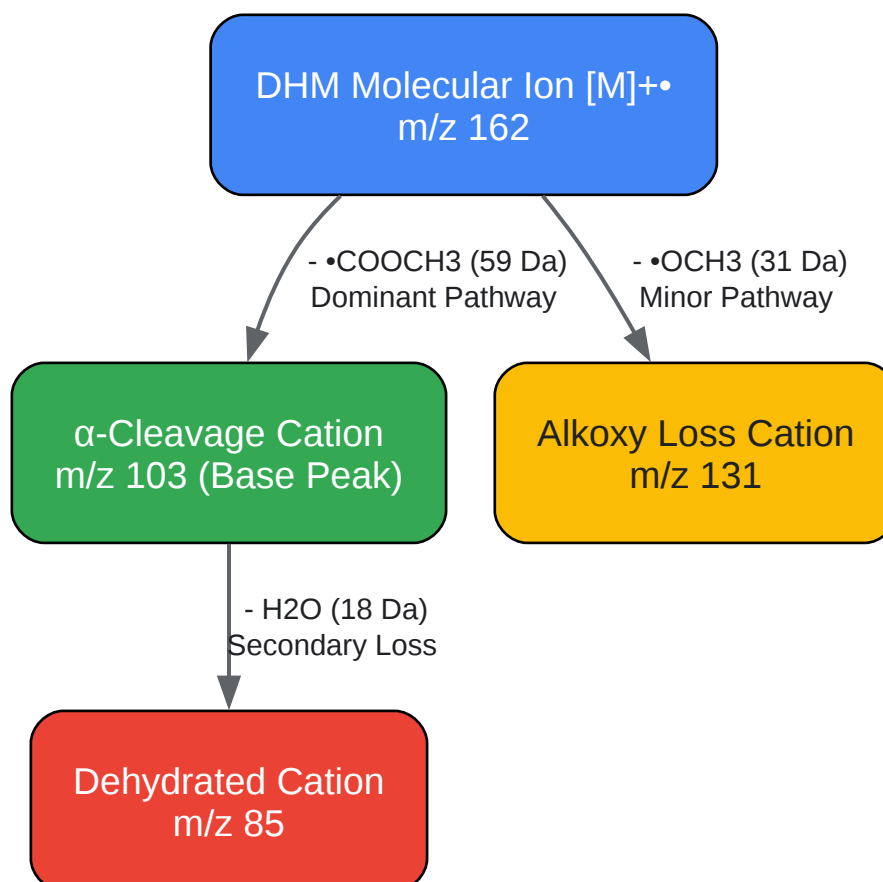 DHM Molecular Ion [M]+•
m/z 162
- •COOCH3 (59 Da)
Dominant Pathway
- •OCH3 (31 Da)
Minor Pathway
α-Cleavage Cation
m/z 103 (Base Peak)
Alkoxy Loss Cation
m/z 131
- H2O (18 Da)
Secondary Loss
Dehydrated Cation
m/z 85